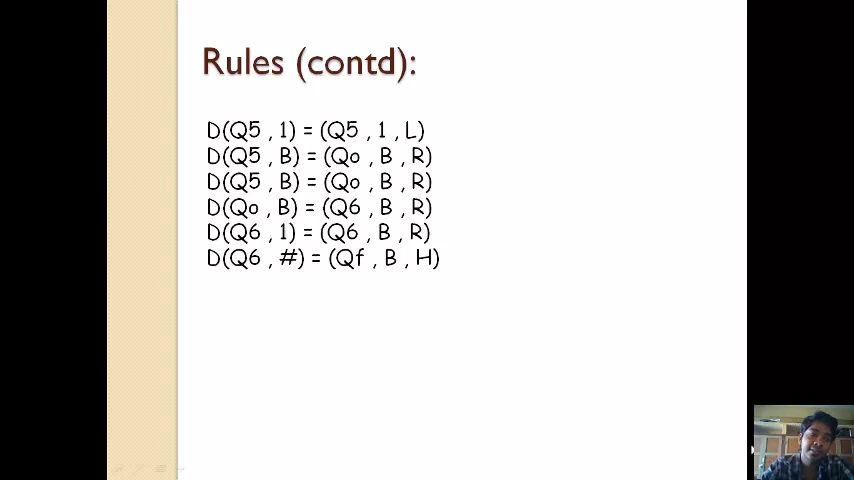 Rules (contd):
D(Q5 , 1) = (Q5 , 1 , L)
D(Q5 , B) = (Qo , B , R)
D(Q5 , B) = (Qo , B , R)
D(Qo , B) = (Q6 , B , R)
D(Q6 , 1) = (Q6 , B , R)
D(Q6 , #) = (Qf , B , H)